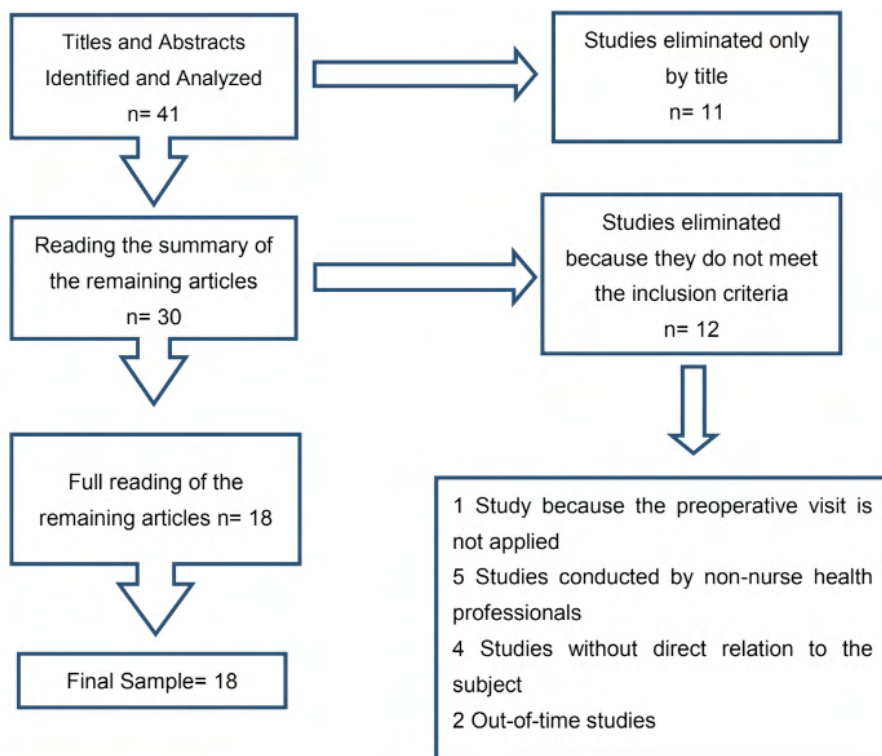 Titles and Abstracts
Identified and Analyzed
n= 41
Studies eliminated only
by title
n= 11
Reading the summary of
the remaining articles
n= 30
Studies eliminated
because they do not meet
the inclusion criteria
n= 12
Full reading of the
remaining articles n= 18
1 Study because the preoperative visit is
not applied
5 Studies conducted by non-nurse health
professionals
4 Studies without direct relation to the
subject
2 Out-of-time studies
Final Sample= 18